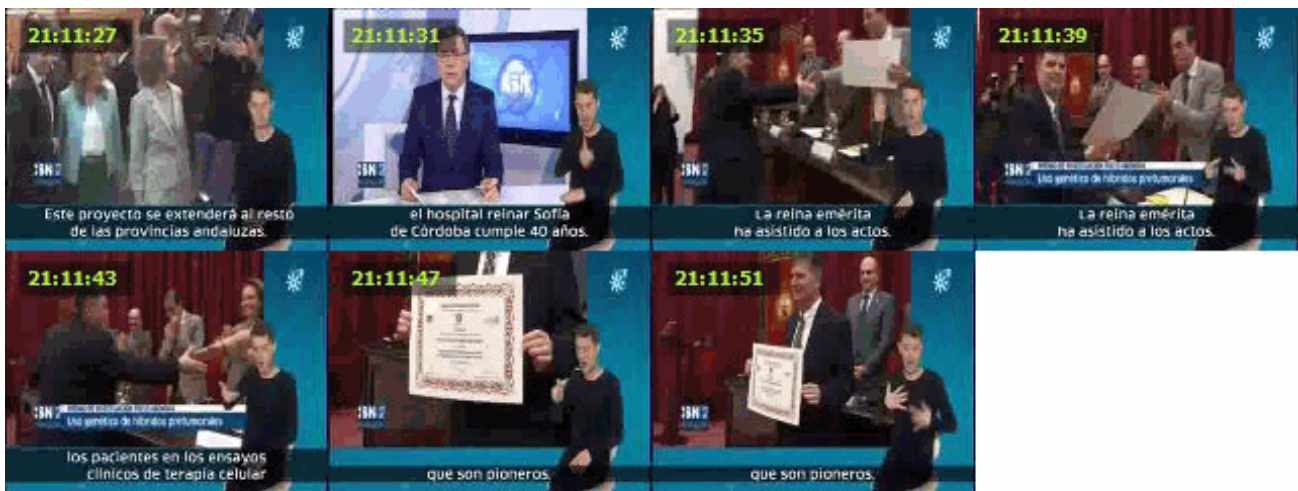 21:11:27
Este proyecto se extenderá al resto
de las provincias andaluzas.
21:11:31
el hospital reinar Sofía
de Córdoba cumple 40 años.
21:11:35
La reina emérita
ha asistido a los actos.
21:11:39
Uso genético de híbridos pretumorales
La reina emérita
ha asistido a los actos.
21:11:43
Uso genético de híbridos pretumorales
los pacientes en los ensayos
clínicos de terapia celular
21:11:47
que son pioneros.
21:11:51
que son pioneros.